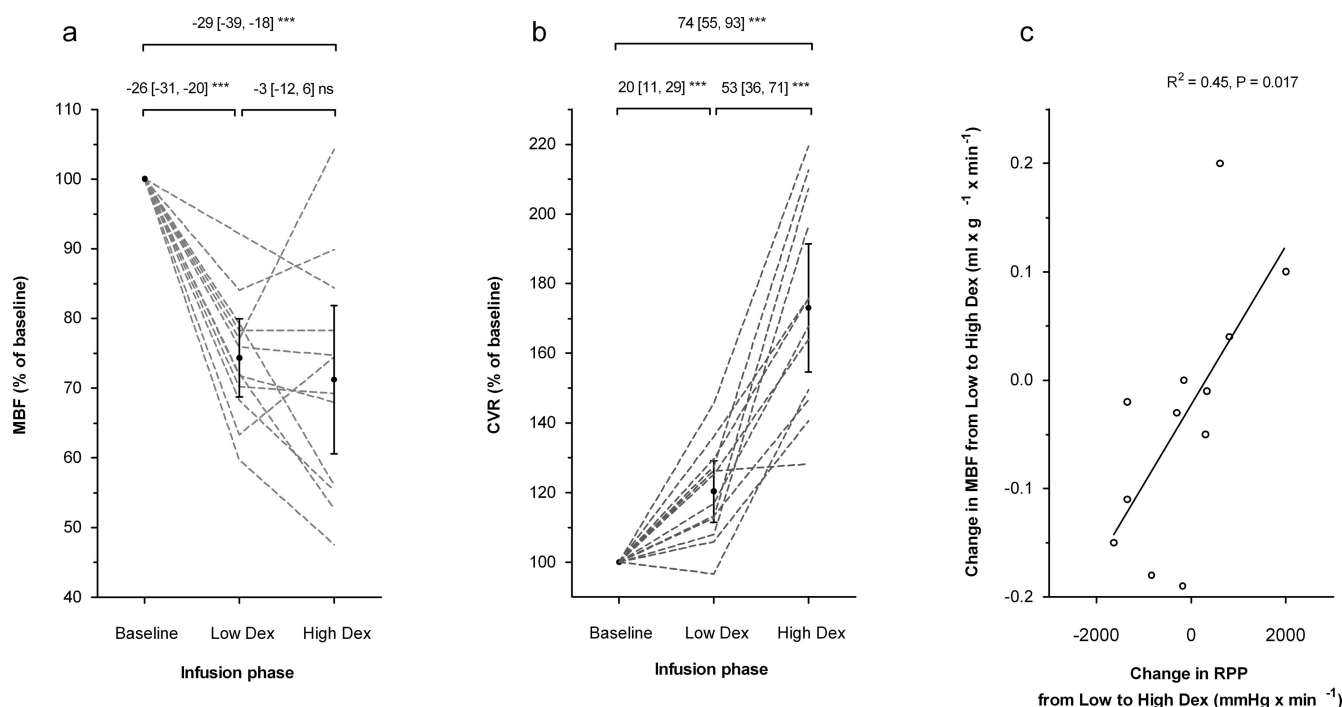 a
-29 [-39, -18] ***
-26 [-31, -20] ***
-3 [-12, 6] ns
110
100
90
80
70
60
50
40
MBF (% of baseline)
Baseline
Low Dex
High Dex
Infusion phase
b
74 [55, 93] ***
20 [11, 29] ***
53 [36, 71] ***
220
200
180
160
140
120
100
CVR (% of baseline)
Baseline
Low Dex
High Dex
Infusion phase
c
R² = 0.45, P = 0.017
0.2
0.1
0.0
-0.1
-0.2
Change in MBF from Low to High Dex (ml x g ⁻¹ x min⁻¹)
-2000
0
2000
Change in RPP
from Low to High Dex (mmHg x min ⁻¹)